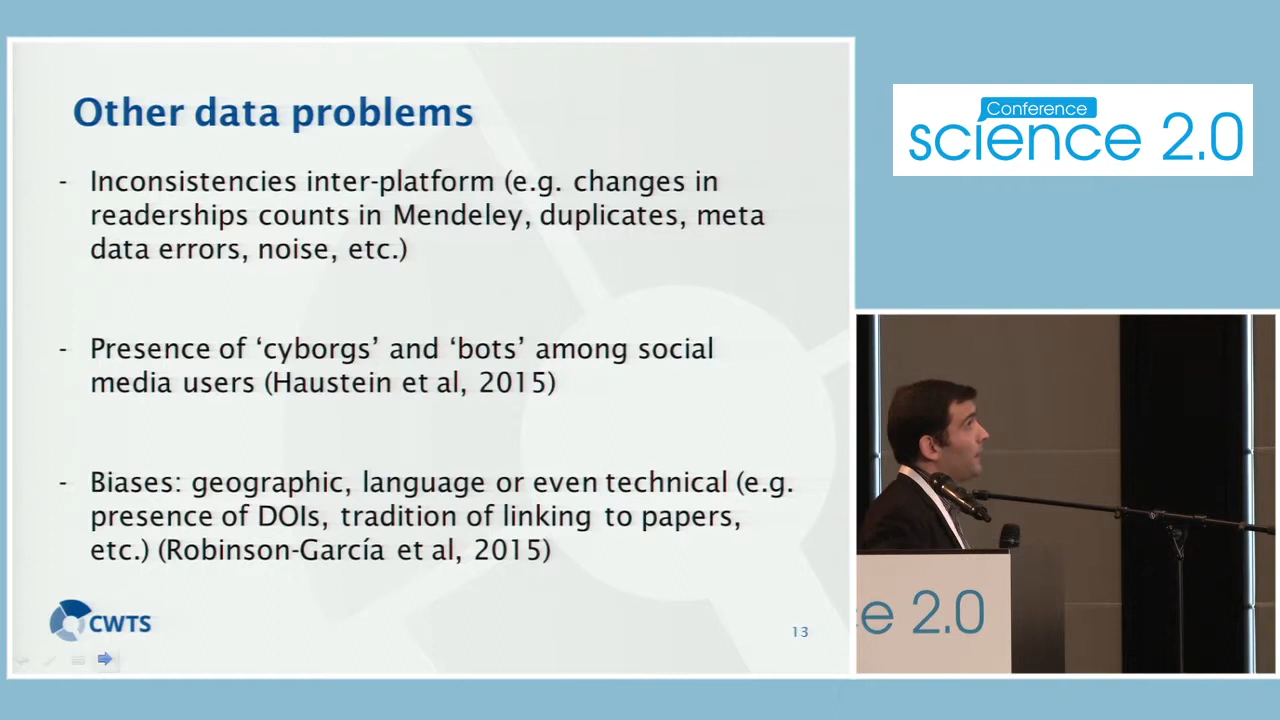 Other data problems
- Inconsistencies inter-platform (e.g. changes in
readerships counts in Mendeley, duplicates, meta
data errors, noise, etc.)
- Presence of ‘cyborgs’ and ‘bots’ among social
media users (Haustein et al, 2015)
- Biases: geographic, language or even technical (e.g.
presence of DOIs, tradition of linking to papers,
etc.) (Robinson-García et al, 2015)
CWTS
13
Conference
science 2.0
ce 2.0